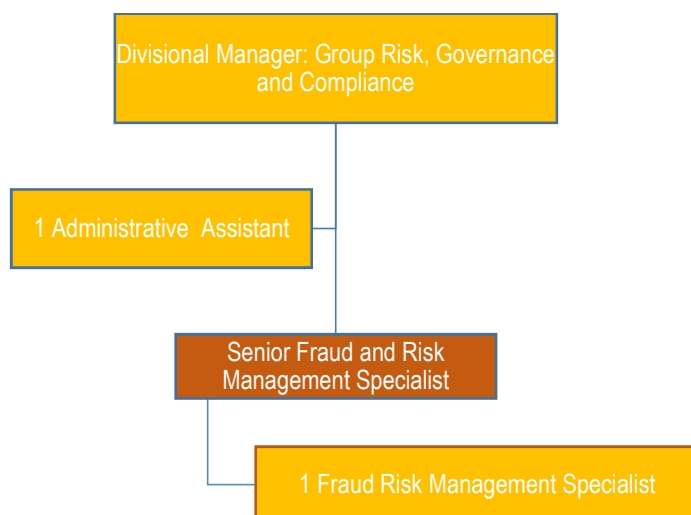 Divisional Manager: Group Risk, Governance
and Compliance
1 Administrative Assistant
Senior Fraud and Risk
Management Specialist
1 Fraud Risk Management Specialist